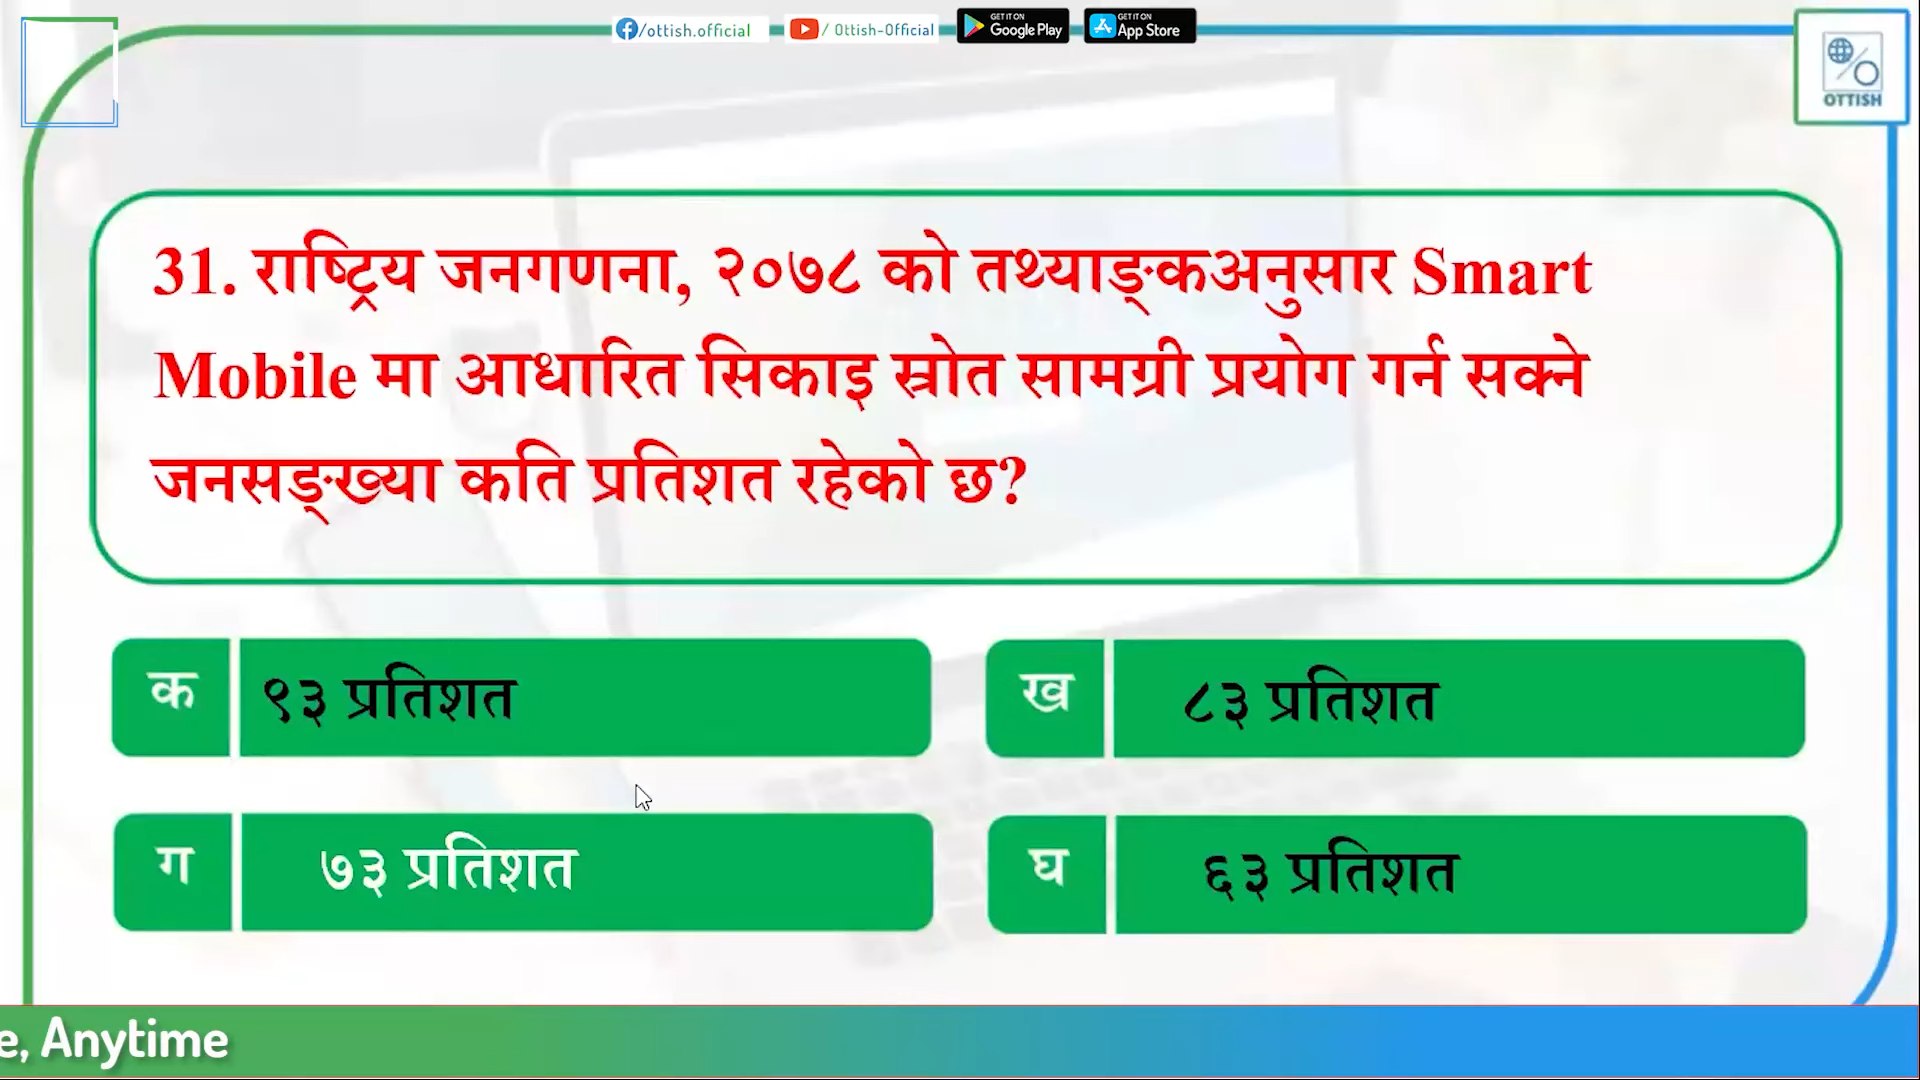 /ottish.official
/ Ottish-Official
GET IT ON
Google Play
GET IT ON
App Store
OTTISH
31. राष्ट्रिय जनगणना, २०७८ को तथ्याङ्कअनुसार Smart
Mobile मा आधारित सिकाइ स्रोत सामग्री प्रयोग गर्न सक्ने
जनसङ्ख्या कति प्रतिशत रहेको छ?
क ९३ प्रतिशत
ख ८३ प्रतिशत
ग ७३ प्रतिशत
घ ६३ प्रतिशत
e, Anytime